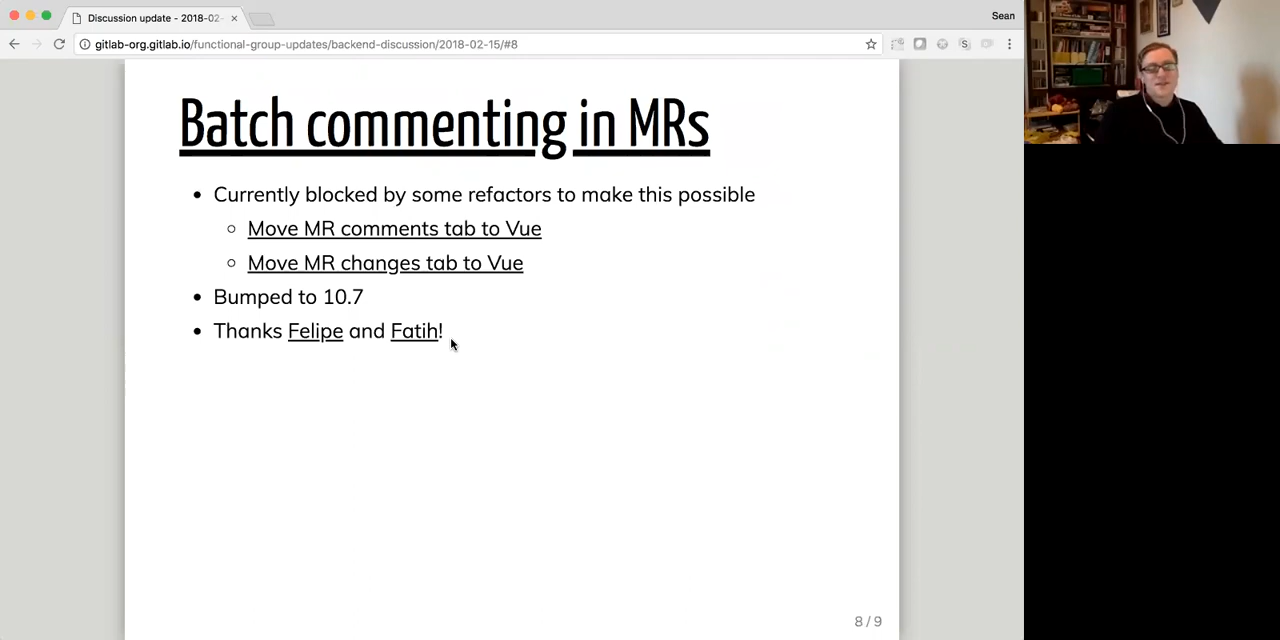 Discussion update - 2018-02-
Sean
gitlab-org.gitlab.io/functional-group-updates/backend-discussion/2018-02-15/#8
Batch commenting in MRs
Currently blocked by some refactors to make this possible
Move MR comments tab to Vue
Move MR changes tab to Vue
Bumped to 10.7
Thanks Felipe and Fatih!
8 / 9